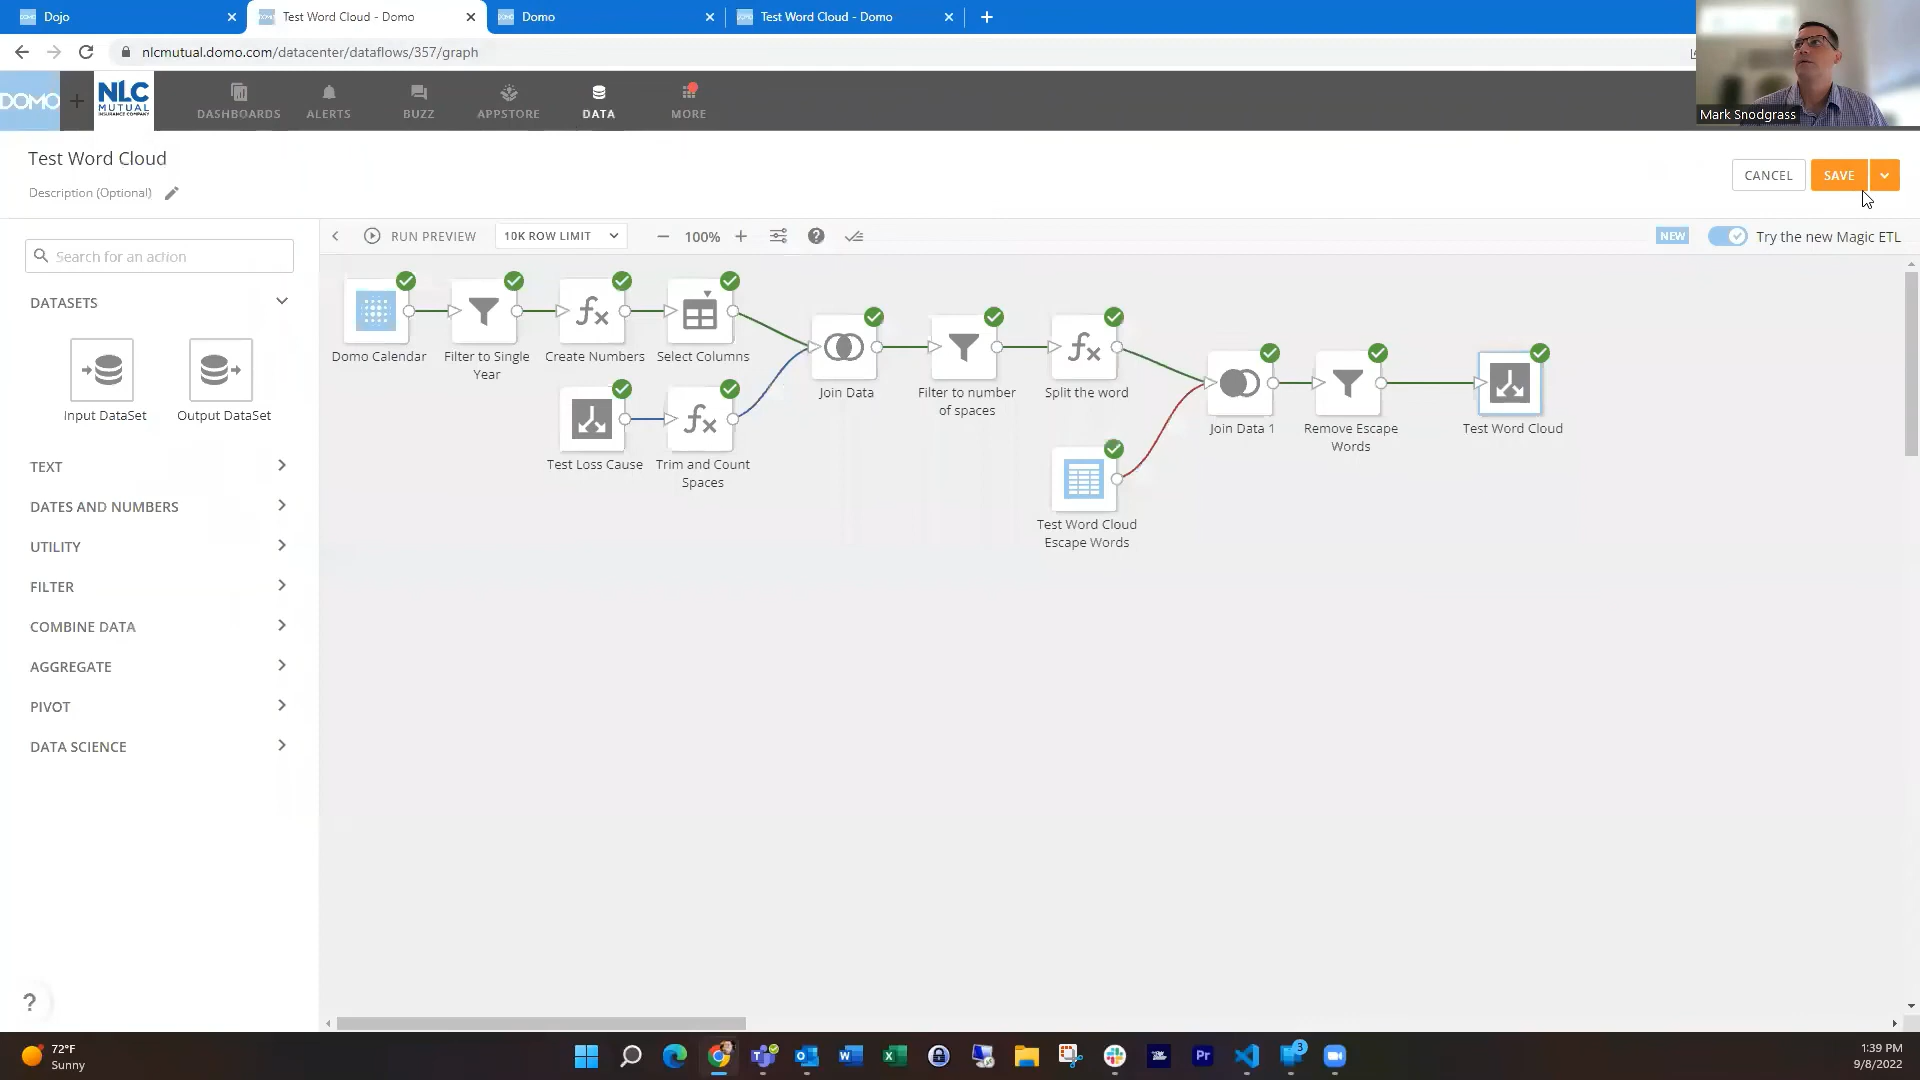 Dojo
Test Word Cloud - Domo
Domo
Test Word Cloud - Domo
nlcmutual.domo.com/datacenter/dataflows/357/graph
DOMO
NLC
MUTUAL
INSURANCE COMPANY
DASHBOARDS
ALERTS
BUZZ
APPSTORE
DATA
MORE
Mark Snodgrass
Test Word Cloud
Description (Optional)
CANCEL
SAVE
Search for an action
RUN PREVIEW
10K ROW LIMIT
100%
NEW
Try the new Magic ETL
DATASETS
Input DataSet
Output DataSet
TEXT
DATES AND NUMBERS
UTILITY
FILTER
COMBINE DATA
AGGREGATE
PIVOT
DATA SCIENCE
Domo Calendar
Filter to Single
Year
Create Numbers
Select Columns
Join Data
Filter to number
of spaces
Split the word
Join Data 1
Remove Escape
Words
Test Word Cloud
Test Loss Cause
Trim and Count
Spaces
Test Word Cloud
Escape Words
?
72°F
Sunny
Pr
3
1:39 PM
9/8/2022